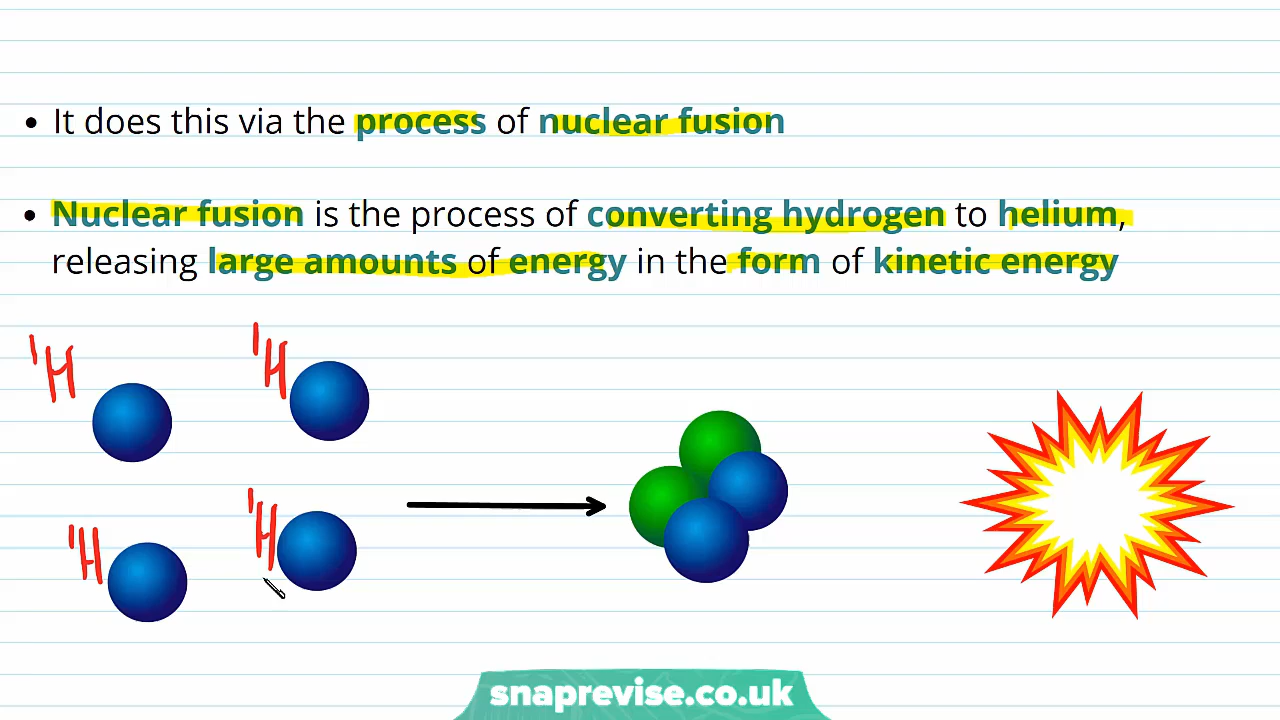 • It does this via the process of nuclear fusion
• Nuclear fusion is the process of converting hydrogen to helium,
releasing large amounts of energy in the form of kinetic energy
¹H
¹H
¹H
¹H
snaprevise.co.uk